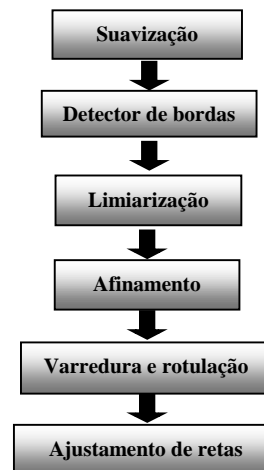 Suavização
Detector de bordas
Limiarização
Afinamento
Varredura e rotulação
Ajustamento de retas